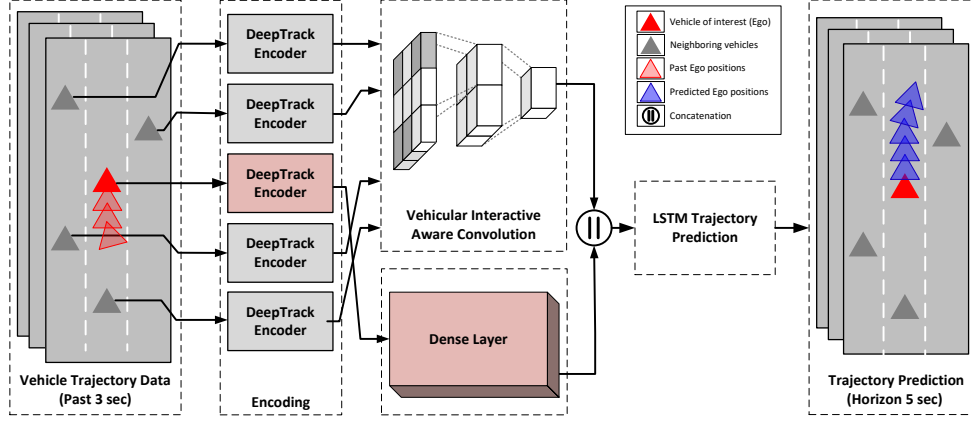 DeepTrack
Encoder
DeepTrack
Encoder
DeepTrack
Encoder
DeepTrack
Encoder
DeepTrack
Encoder
Vehicle Trajectory Data
(Past 3 sec)
Encoding
Vehicular Interactive
Aware Convolution
Dense Layer
LSTM Trajectory
Prediction
Vehicle of interest (Ego)
Neighboring vehicles
Past Ego positions
Predicted Ego positions
Concatenation
Trajectory Prediction
(Horizon 5 sec)